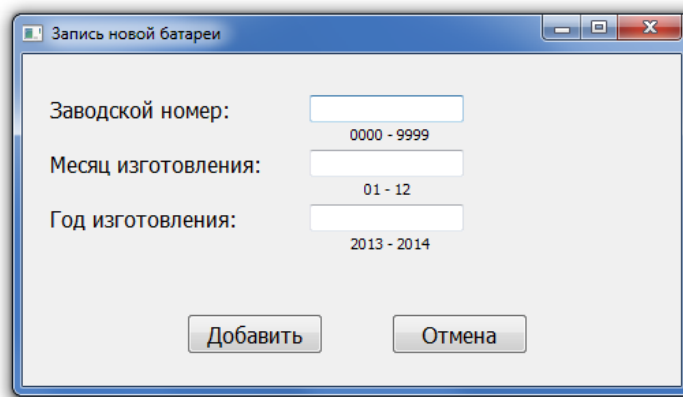 Запись новой батареи
Заводской номер:
0000 - 9999
Месяц изготовления:
01 - 12
Год изготовления:
2013 - 2014
Добавить Отмена